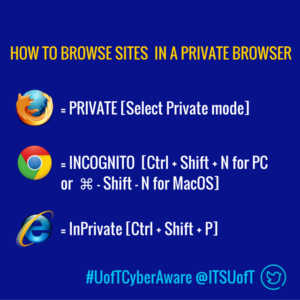 HOW TO BROWSE SITES IN A PRIVATE BROWSER
= PRIVATE [Select Private mode]
= INCOGNITO [Ctrl + Shift + N for PC
or ⌘ - Shift - N for MacOS]
= InPrivate [Ctrl + Shift + P]
#UofTCyberAware @ITSUofT